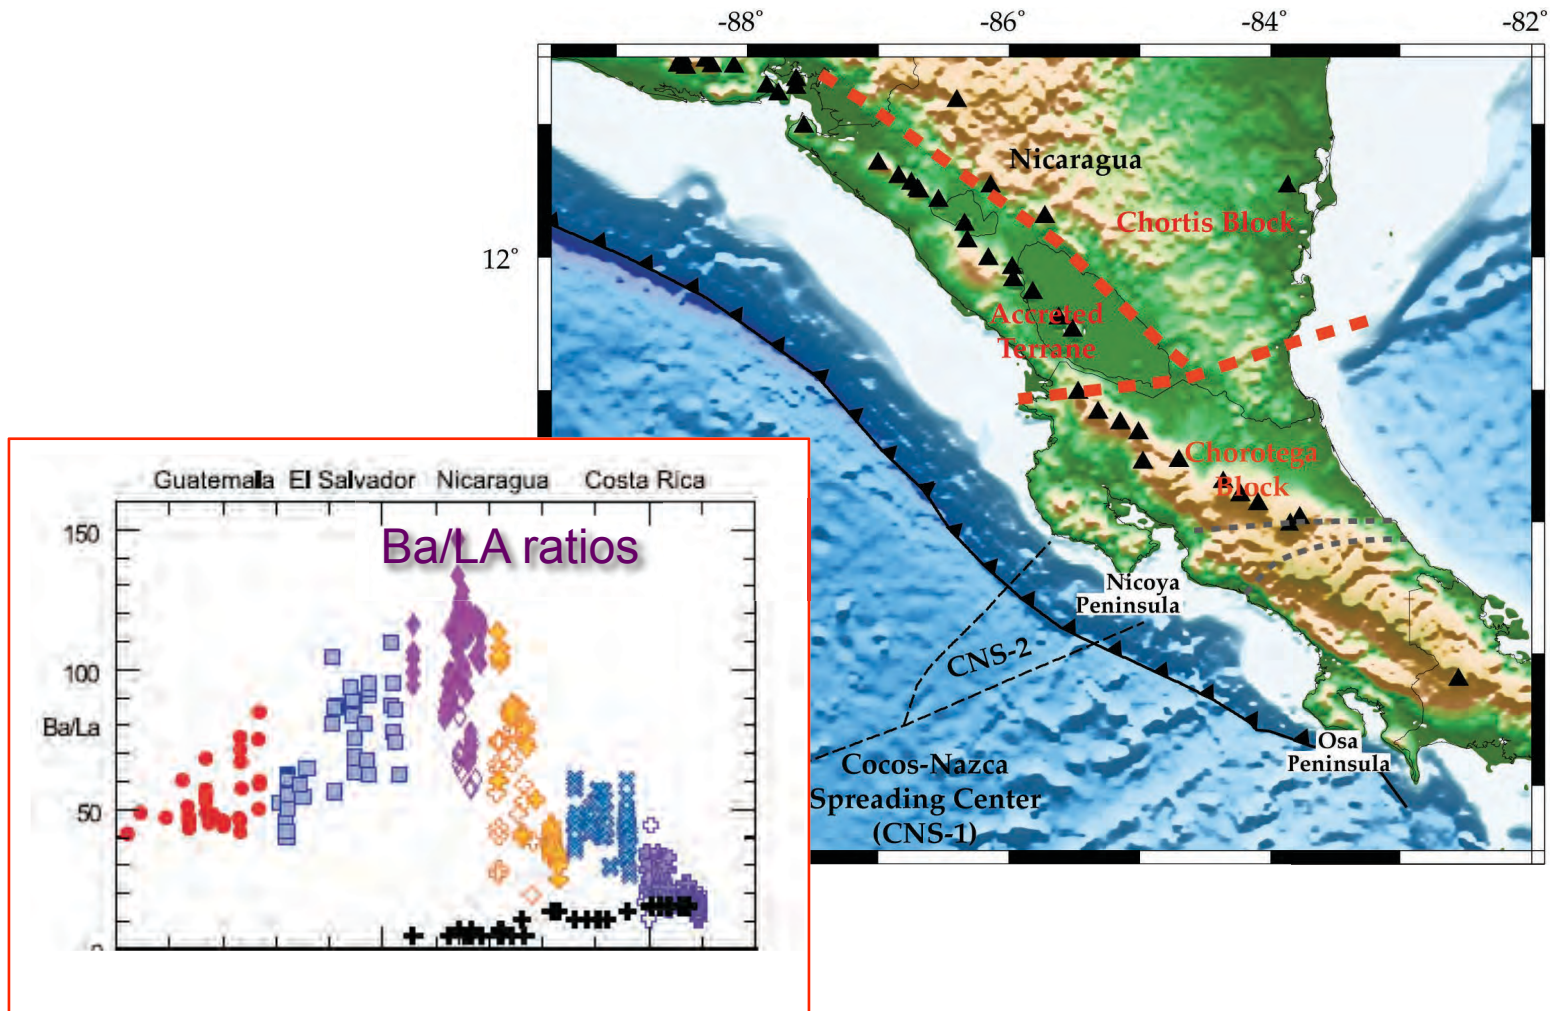 -88°
-86°
-84°
-82°
12°
Nicaragua
Chortis Block
Accreted
Terrane
Chorotega
Block
Nicoya
Peninsula
CNS-2
Osa
Peninsula
Cocos-Nazca
Spreading Center
(CNS-1)
Guatemala El Salvador Nicaragua Costa Rica
Ba/LA ratios
150
100
Ba/La
50